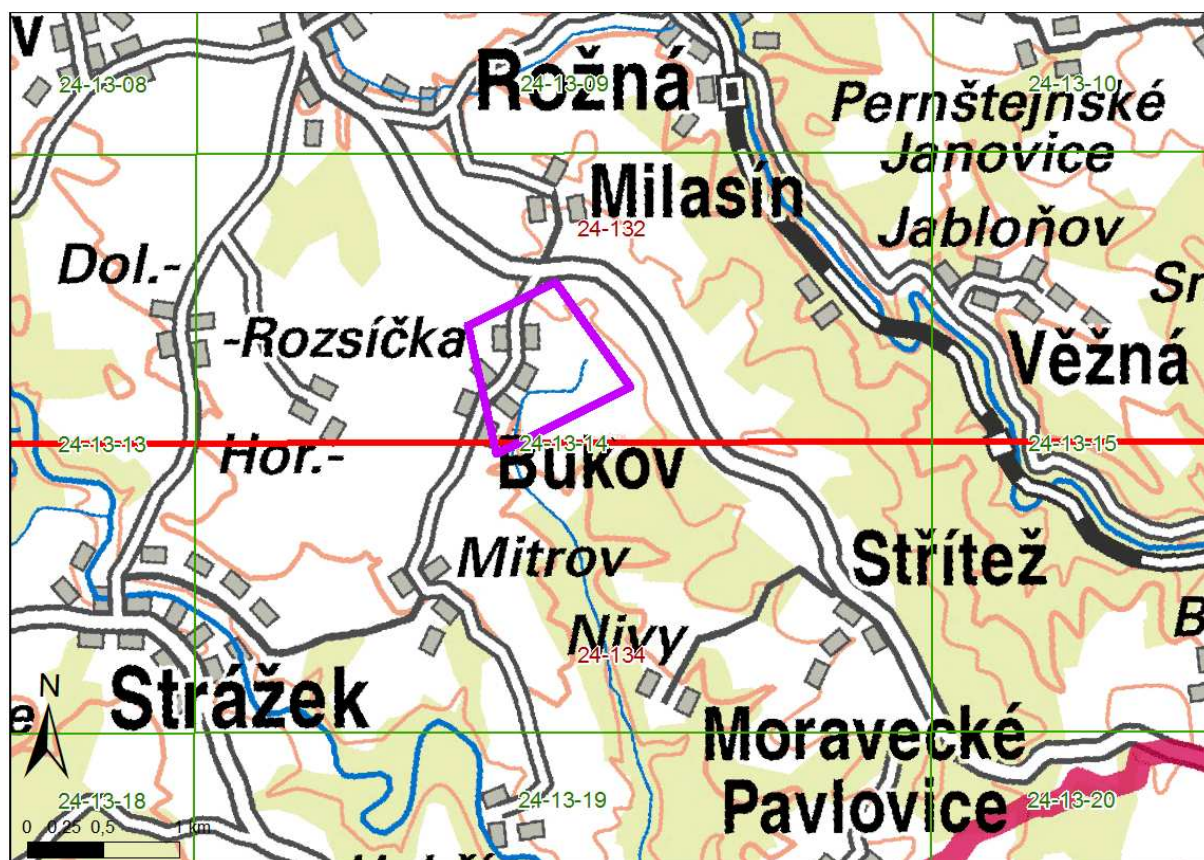 v
24-13-08
Rožná
24-13-09
24-13-10
Pernštejnské
Janovice
Milasín
24-132
Jabloňov
Dol.-
Sr
-Rozsíčka
Věžná
24-13-13
Hor.-
24-13-14
Bukov
24-13-15
Mitrov
Střítež
Nivy
24-134
B
Strážek
N
e
Moravecké
Pavlovice
24-13-18
24-13-19
24-13-20
0 0,25 0,5 1 km